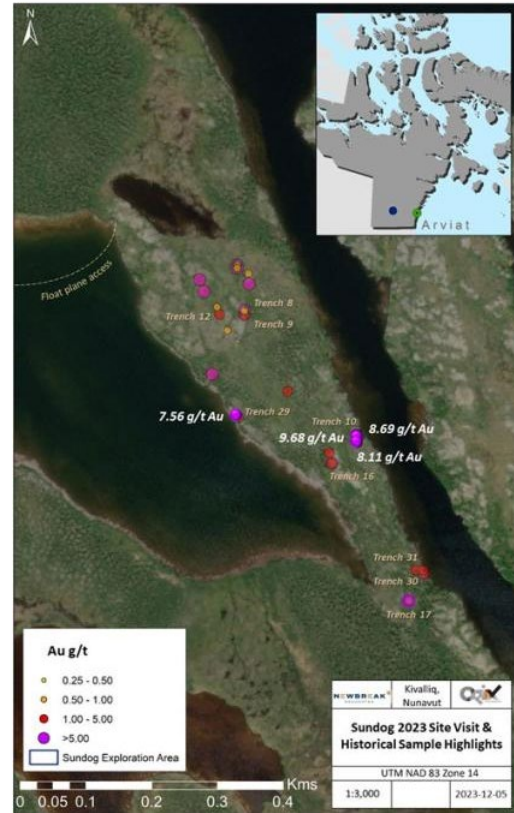 N
Arviat
Float plane access
Trench 8
Trench 12
Trench 9
Trench 29
7.56 g/t Au
Trench 10
8.69 g/t Au
9.68 g/t Au
8.11 g/t Au
Trench 16
Trench 31
Trench 30
Trench 17
Au g/t
0.25 - 0.50
0.50 - 1.00
1.00 - 5.00
>5.00
Sundog Exploration Area
Kms
0 0.05 0.1 0.2 0.3 0.4
NEWBREAK
Kivalliq,
Nunavut
Sundog 2023 Site Visit &
Historical Sample Highlights
UTM NAD 83 Zone 14
1:3,000
2023-12-05